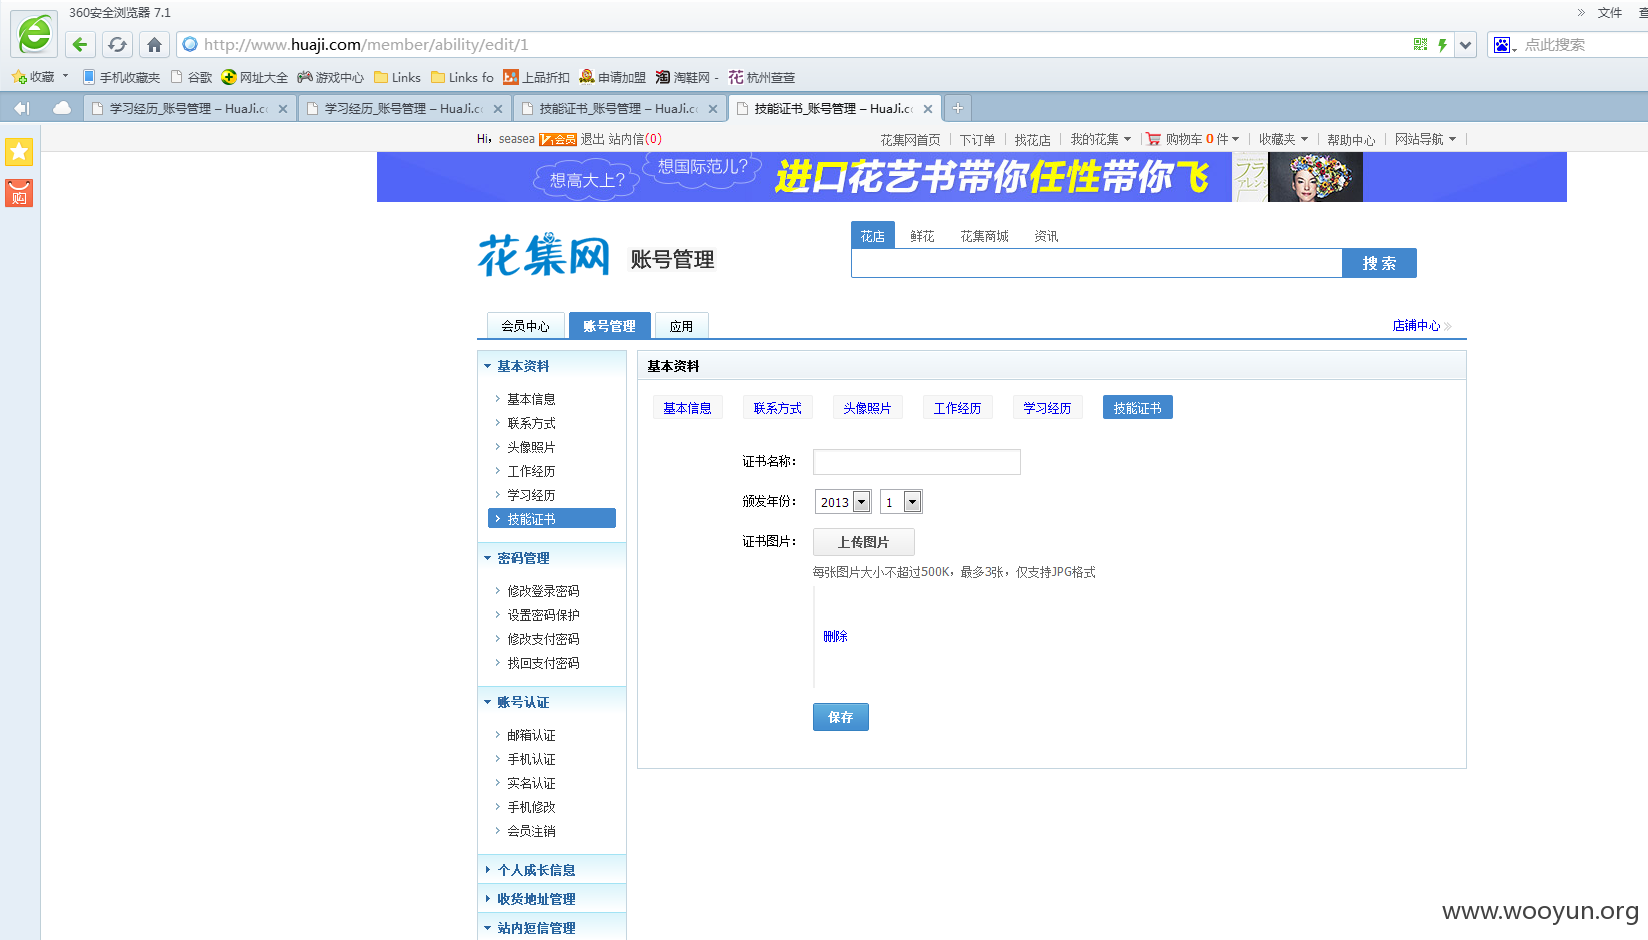 360安全浏览器 7.1
文件
http://www.huaji.com/member/ability/edit/1
点此搜索
收藏 手机收藏夹 谷歌 网址大全 游戏中心 Links Links fo 上品折扣 申请加盟 淘鞋网 - 杭州萱萱
学习经历_账号管理 – HuaJi.c 学习经历_账号管理 – HuaJi.c 技能证书_账号管理 – HuaJi.c 技能证书_账号管理 – HuaJi.c
Hi，seasea 会员 退出 站内信(0)
花集网首页 下订单 找花店 我的花集 购物车 0 件 收藏夹 帮助中心 网站导航
购
想高大上？ 想国际范儿？ 进口花艺书带你任性带你飞
花集网 账号管理
花店 鲜花 花集商城 资讯
搜 索
会员中心 账号管理 应用
店铺中心
基本资料
基本信息
联系方式
头像照片
工作经历
学习经历
技能证书
密码管理
修改登录密码
设置密码保护
修改支付密码
找回支付密码
账号认证
邮箱认证
手机认证
实名认证
手机修改
会员注销
个人成长信息
收货地址管理
站内短信管理
基本资料
基本信息 联系方式 头像照片 工作经历 学习经历 技能证书
证书名称：
颁发年份： 2013 1
证书图片： 上传图片
每张图片大小不超过500K，最多3张，仅支持JPG格式
删除
保存
www.wooyun.org